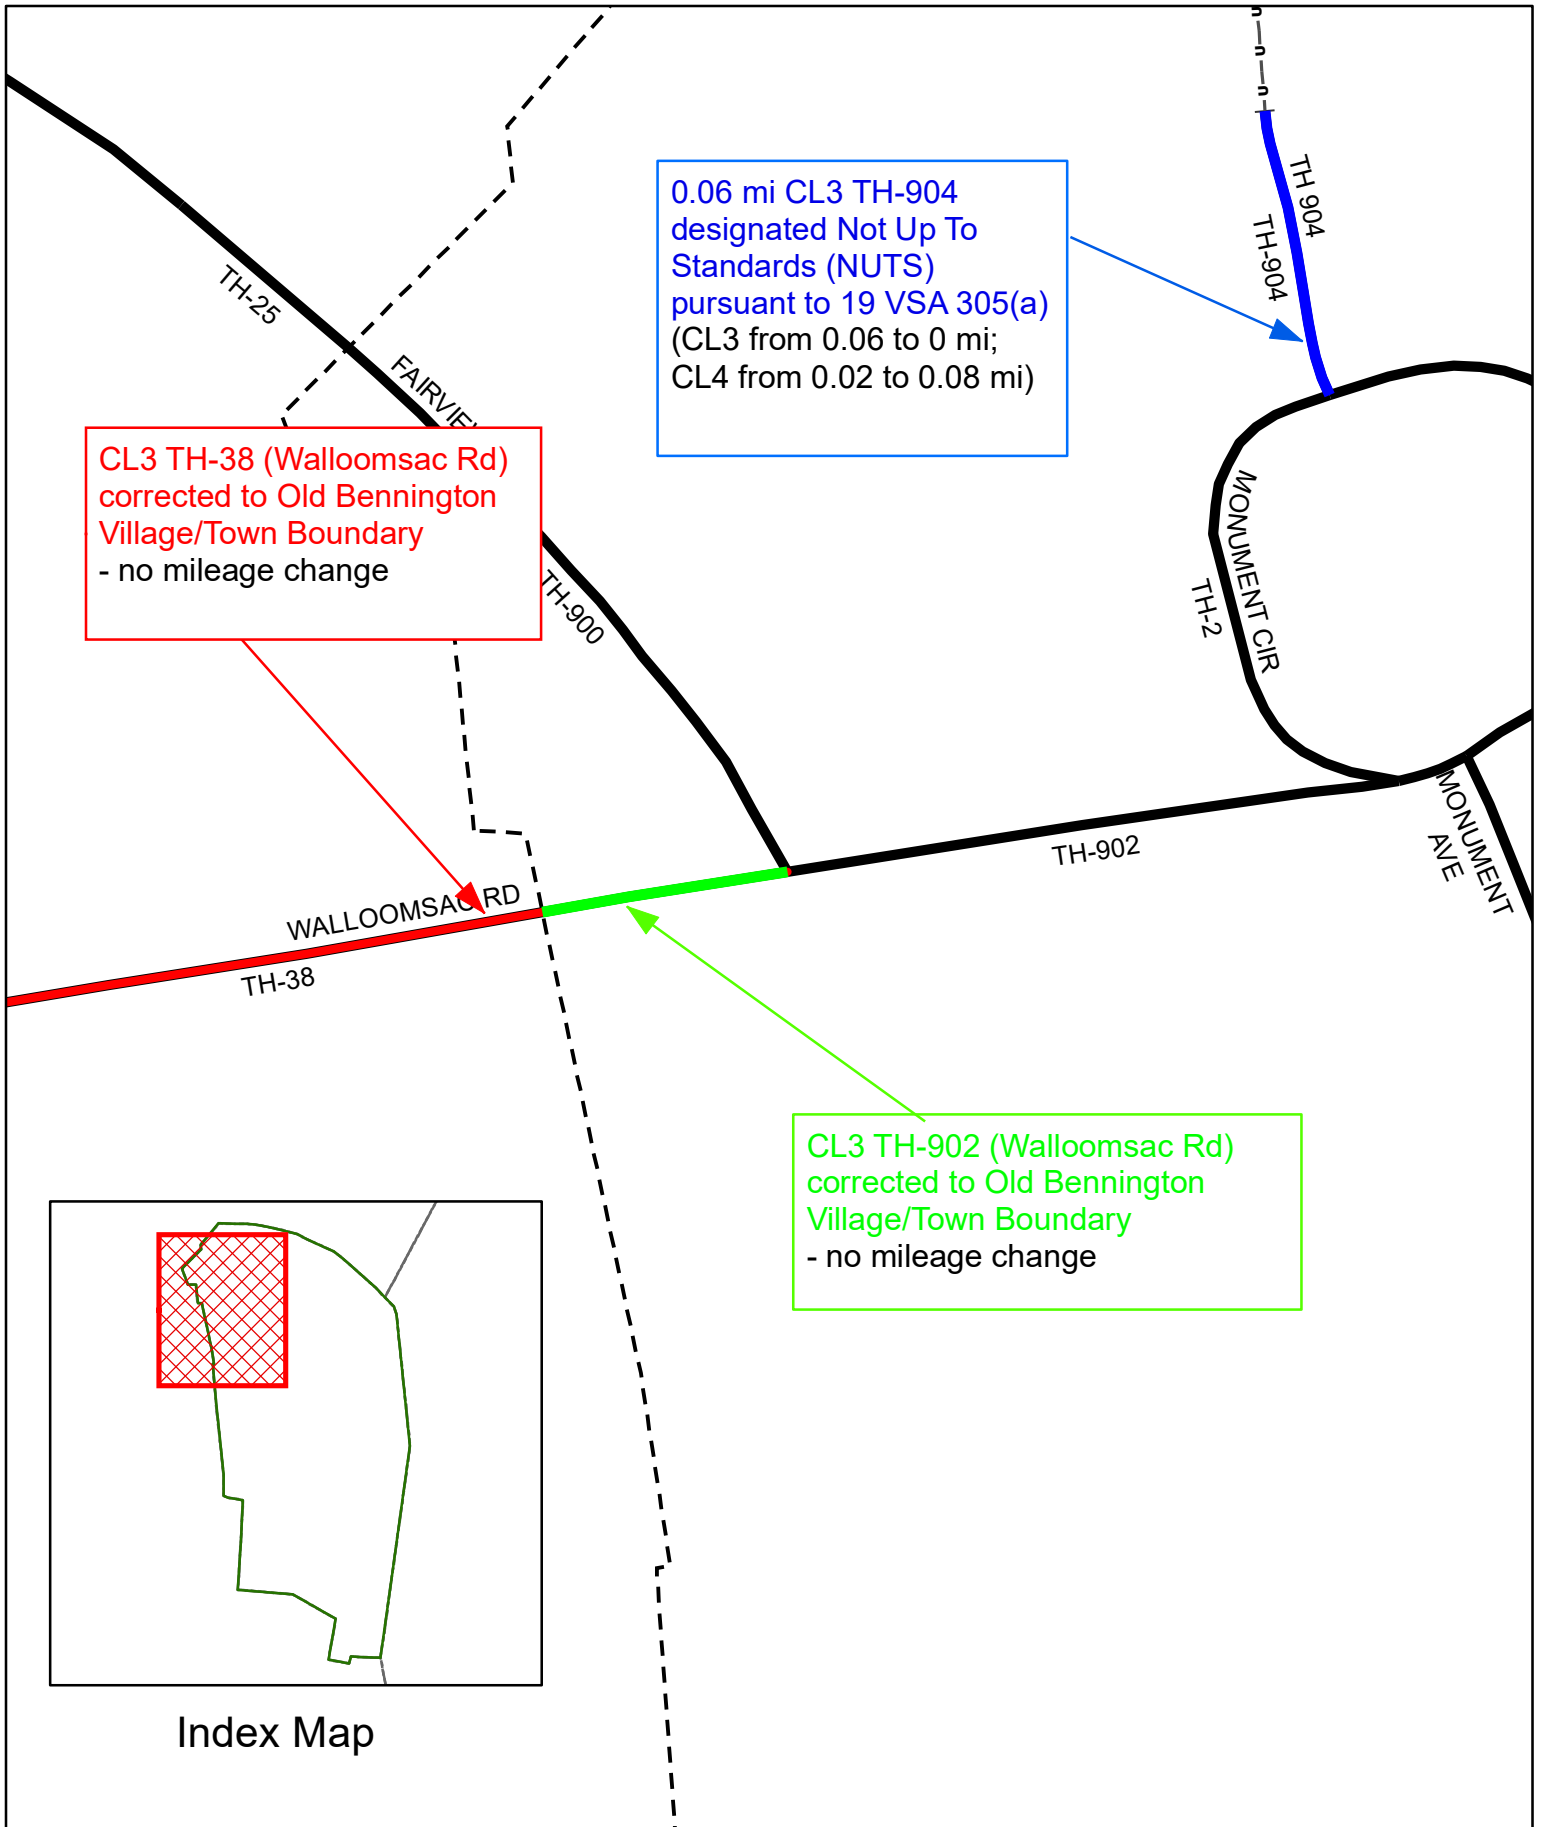 TH 904
TH-904
0.06 mi CL3 TH-904
designated Not Up To
Standards (NUTS)
pursuant to 19 VSA 305(a)
(CL3 from 0.06 to 0 mi;
CL4 from 0.02 to 0.08 mi)
TH-25
CL3 TH-38 (Walloomsac Rd)
corrected to Old Bennington
Village/Town Boundary
- no mileage change
TH-900
MONUMENT CIR
TH-2
MONUMENT
AVE
TH-902
WALLOOMSAC RD
TH-38
CL3 TH-902 (Walloomsac Rd)
corrected to Old Bennington
Village/Town Boundary
- no mileage change
Index Map